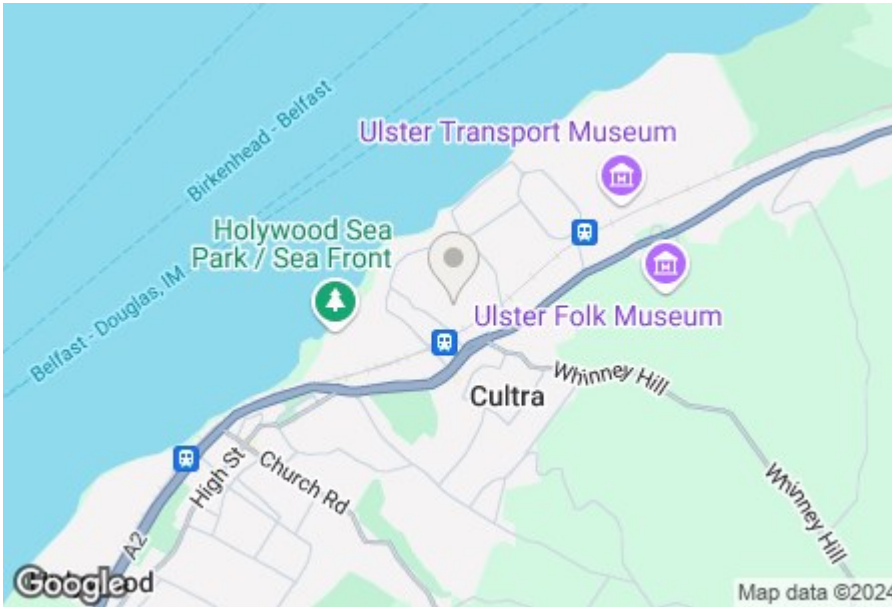 Birkenhead - Belfast
Ulster Transport Museum
Holywood Sea
Park / Sea Front
Belfast - Douglas, IM
Ulster Folk Museum
Whinney Hill
Cultra
High St
Church Rd
Whinney Hill
A2
Google
Map data ©2024